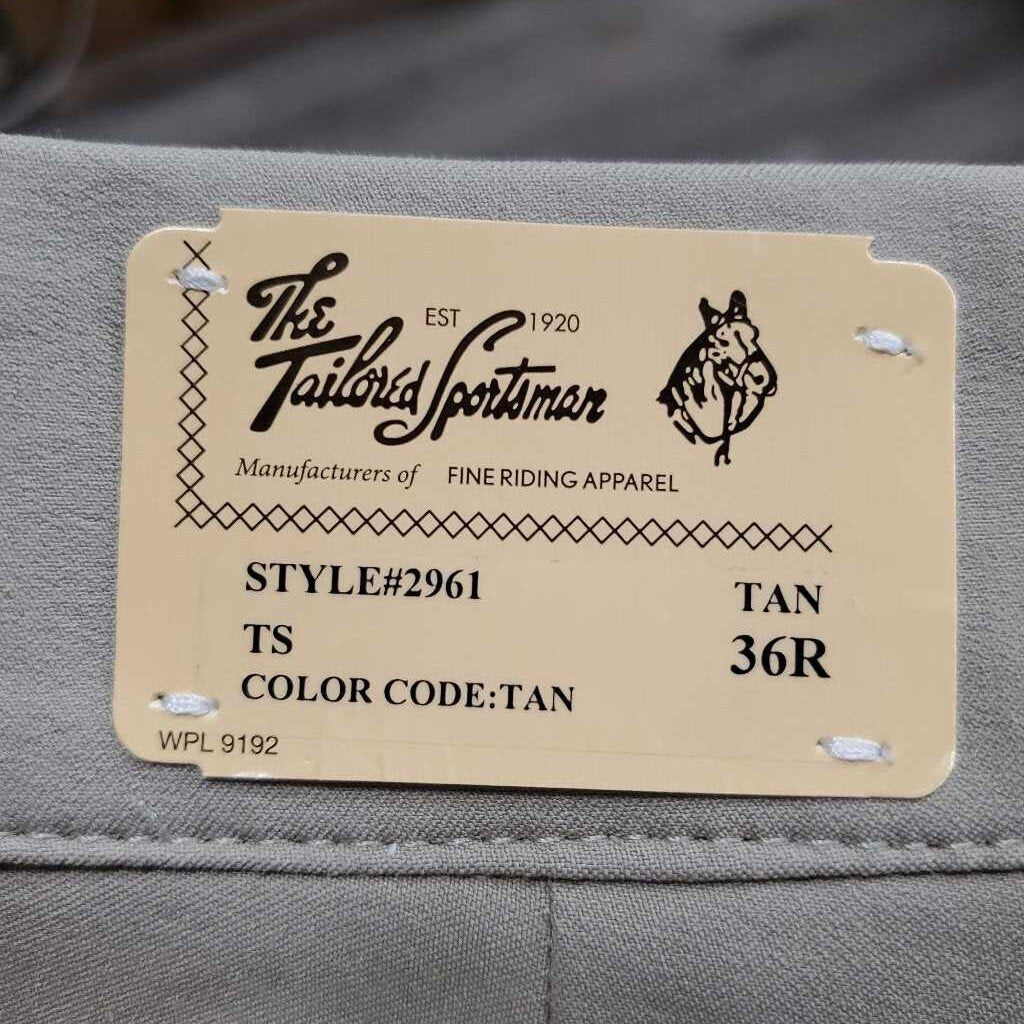 The
EST 1920
Tailored Sportsman
Manufacturers of FINE RIDING APPAREL
STYLE#2961 TAN
TS 36R
COLOR CODE:TAN
WPL 9192